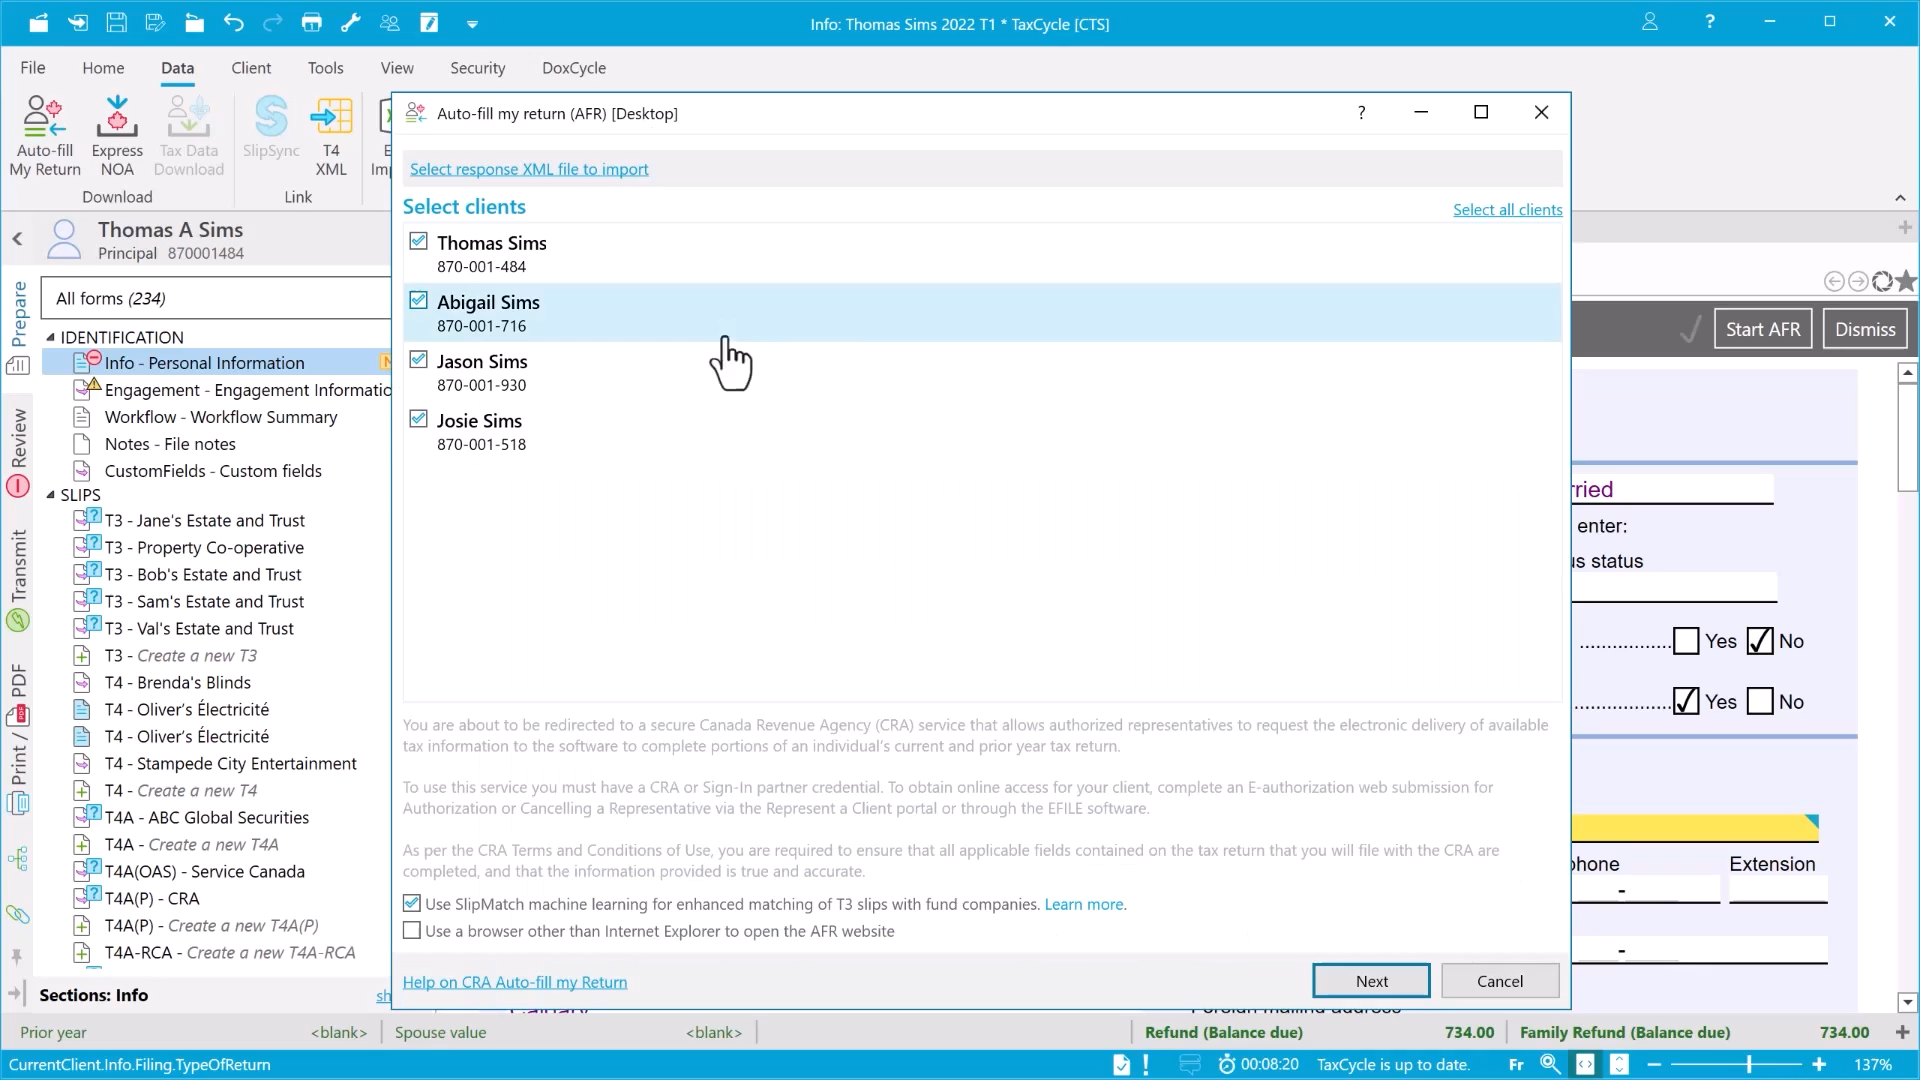 Info: Thomas Sims 2022 T1 * TaxCycle [CTS]
?
File Home Data Client Tools View Security DoxCycle
Auto-fill My Return
Express NOA
Tax Data Download
SlipSync
T4 XML
Download
Link
Auto-fill my return (AFR) [Desktop]
?
Select response XML file to import
Select clients
Select all clients
Thomas Sims
870-001-484
Abigail Sims
870-001-716
Jason Sims
870-001-930
Josie Sims
870-001-518
You are about to be redirected to a secure Canada Revenue Agency (CRA) service that allows authorized representatives to request the electronic delivery of available
tax information to the software to complete portions of an individual's current and prior year tax return.
To use this service you must have a CRA or Sign-In partner credential. To obtain online access for your client, complete an E-authorization web submission for
Authorization or Cancelling a Representative via the Represent a Client portal or through the EFILE software.
As per the CRA Terms and Conditions of Use, you are required to ensure that all applicable fields contained on the tax return that you will file with the CRA are
completed, and that the information provided is true and accurate.
Use SlipMatch machine learning for enhanced matching of T3 slips with fund companies. Learn more.
Use a browser other than Internet Explorer to open the AFR website
Help on CRA Auto-fill my Return
Next
Cancel
Thomas A Sims
Principal 870001484
Prepare
Review
Transmit
Print / PDF
All forms (234)
IDENTIFICATION
Info - Personal Information
Engagement - Engagement Informatio
Workflow - Workflow Summary
Notes - File notes
CustomFields - Custom fields
SLIPS
T3 - Jane's Estate and Trust
T3 - Property Co-operative
T3 - Bob's Estate and Trust
T3 - Sam's Estate and Trust
T3 - Val's Estate and Trust
T3 - Create a new T3
T4 - Brenda's Blinds
T4 - Oliver's Électricité
T4 - Oliver's Électricité
T4 - Stampede City Entertainment
T4 - Create a new T4
T4A - ABC Global Securities
T4A - Create a new T4A
T4A(OAS) - Service Canada
T4A(P) - CRA
T4A(P) - Create a new T4A(P)
T4A-RCA - Create a new T4A-RCA
Sections: Info
sh
Start AFR
Dismiss
rried
enter:
us status
Yes No
Yes No
phone
Extension
-
-
Prior year <blank>
Spouse value <blank>
Refund (Balance due) 734.00
Family Refund (Balance due) 734.00
CurrentClient.Info.Filing.TypeOfReturn
00:08:20
TaxCycle is up to date.
Fr
137%